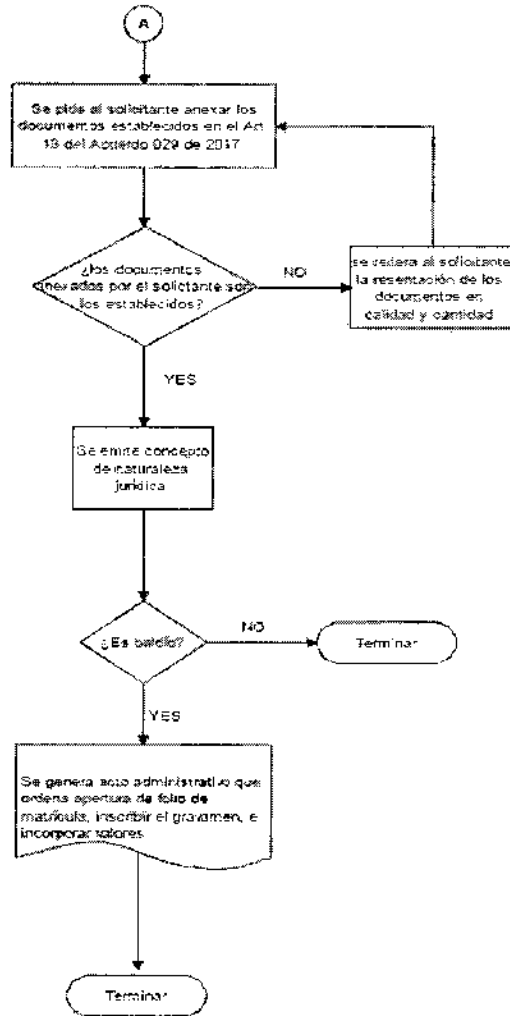 A
Se pide al solicitante anexar los
documentos establecidos en el Art
13 del Acuerdo 029 de 2017
¿los documentos
anexados por el solicitante son
los establecidos?
NO
se reitera al solicitante
la resentación de los
documentos en
calidad y cantidad
YES
Se emite concepto
de naturaleza
jurídica
¿Es baldío?
NO
Terminar
YES
Se genera acto administrativo que
ordena apertura de folio de
matrícula, inscribir el gravamen, e
incorporar valores
Terminar